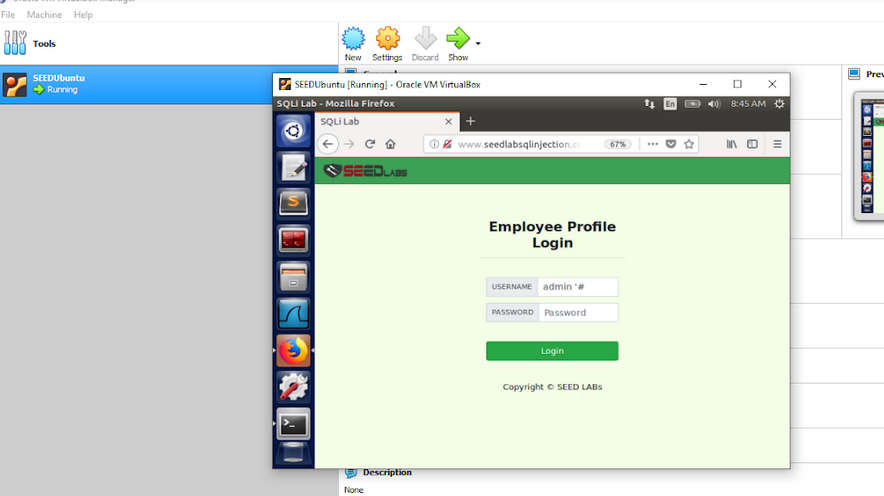 File Machine Help
Tools
New Settings Discard Show
SEEDUbuntu
Running
SEEDUbuntu [Running] - Oracle VM VirtualBox
SQLi Lab - Mozilla Firefox
En
8:45 AM
SQLi Lab
www.seedlabsqlinjection.c
67%
SEEDLABS
Employee Profile
Login
USERNAME admin '#
PASSWORD Password
Login
Copyright © SEED LABs
Description
None